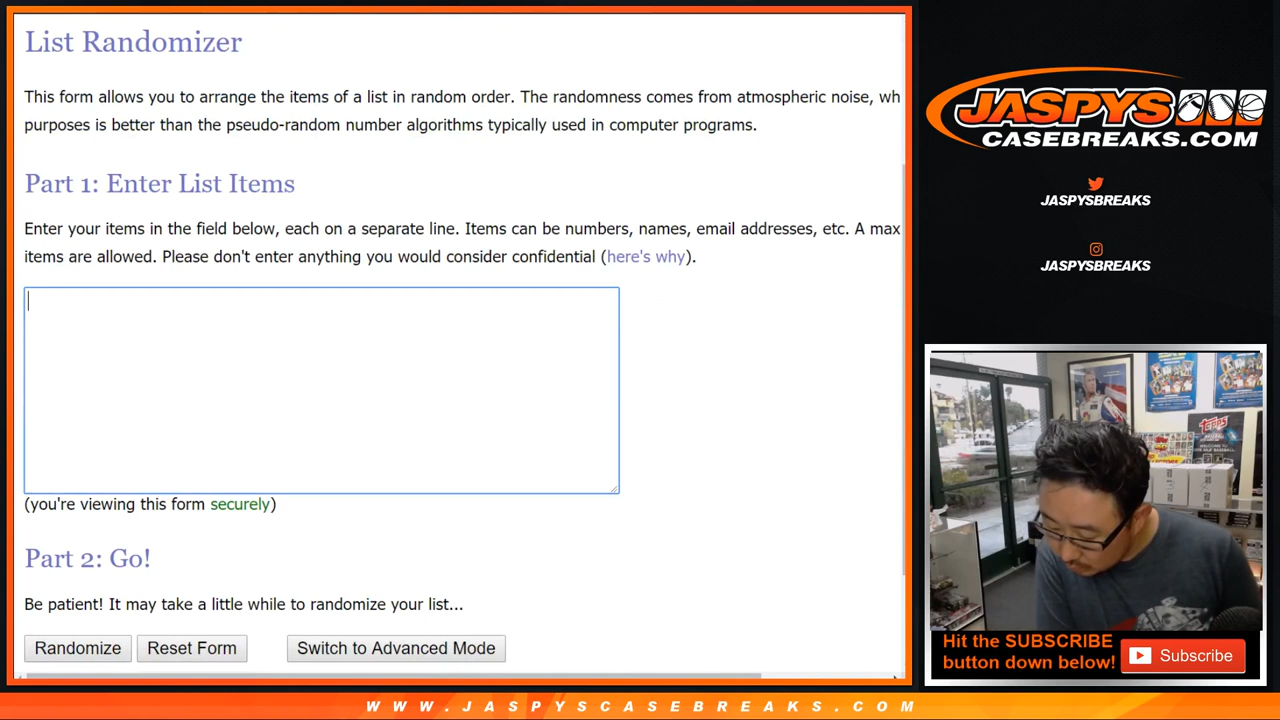 List Randomizer
This form allows you to arrange the items of a list in random order. The randomness comes from atmospheric noise, wh
purposes is better than the pseudo-random number algorithms typically used in computer programs.
Part 1: Enter List Items
Enter your items in the field below, each on a separate line. Items can be numbers, names, email addresses, etc. A max
items are allowed. Please don't enter anything you would consider confidential (here's why).
(you're viewing this form securely)
Part 2: Go!
Be patient! It may take a little while to randomize your list...
Randomize Reset Form Switch to Advanced Mode
JASPYS
CASEBREAKS.COM
JASPYSBREAKS
JASPYSBREAKS
Topps
Hit the SUBSCRIBE
button down below!
Subscribe
WWW.JASPYSCASEBREAKS.COM